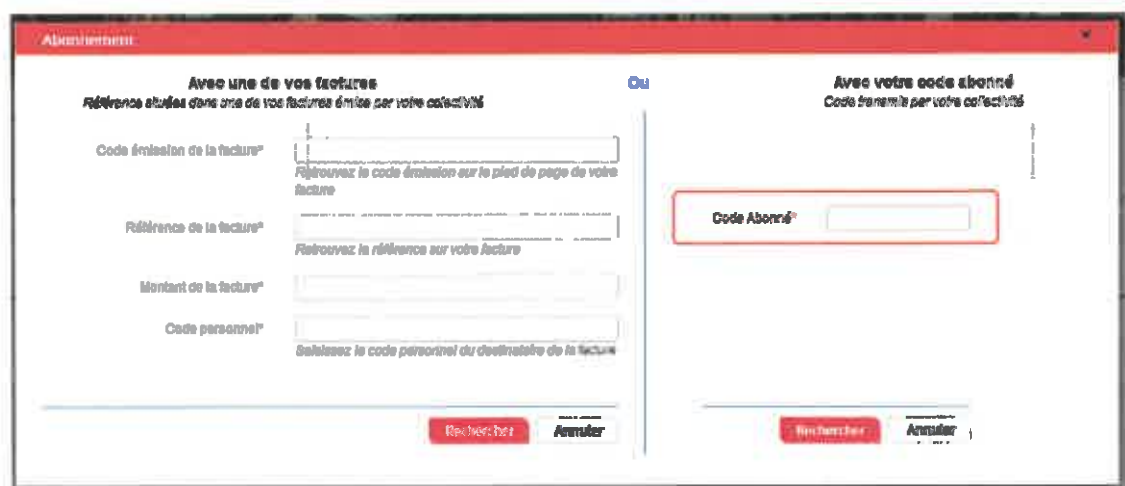 Abonnement ×
Avec une de vos factures
Référence situées dans une de vos factures émise par votre collectivité
Code émission de la facture*
Retrouvez le code émission sur le pied de page de votre
facture
Référence de la facture*
Retrouvez la référence sur votre facture
Montant de la facture*
Code personnel*
Saisissez le code personnel du destinataire de la facture
Rechercher Annuler
Ou
Avec votre code abonné
Code transmis par votre collectivité
Code Abonné*
Rechercher Annuler